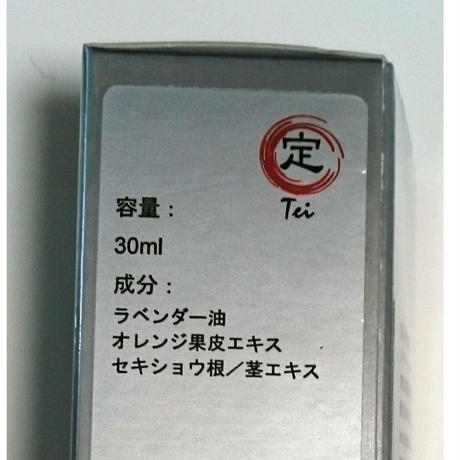 定
Tei
容量：
30ml
成分：
ラベンダー油
オレンジ果皮エキス
セキショウ根／茎エキス